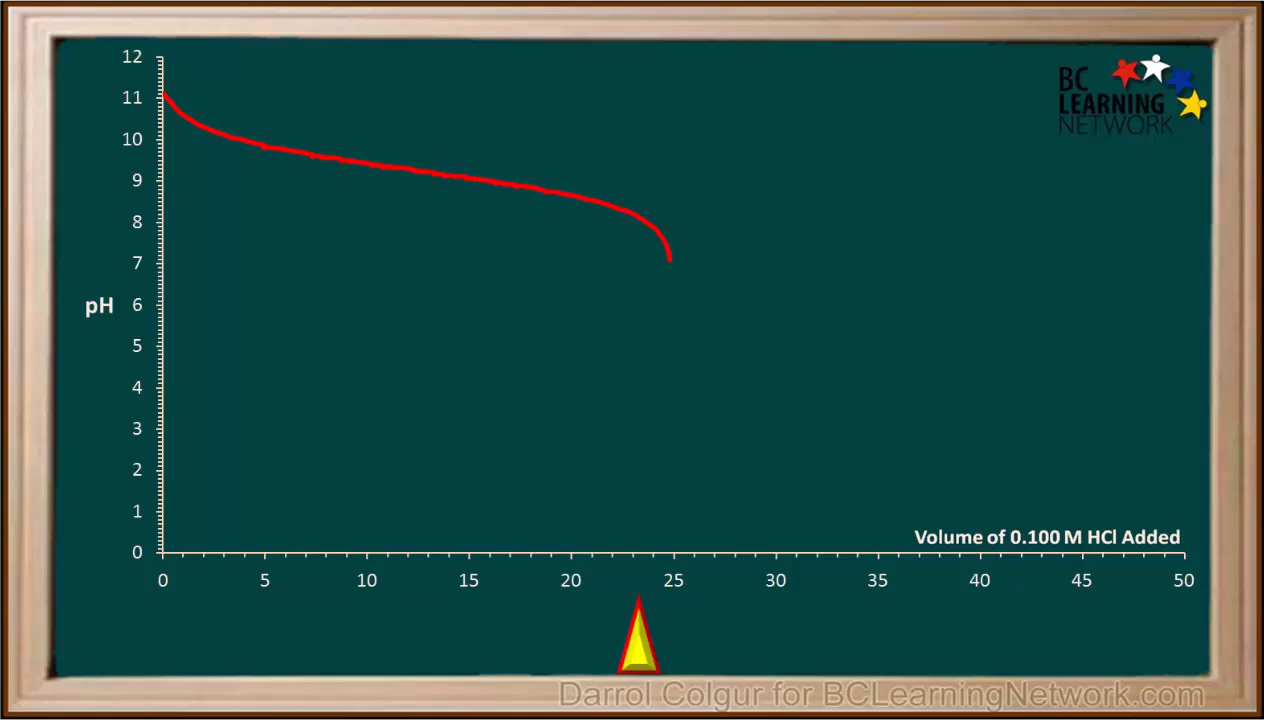 12
11
10
9
8
7
pH 6
5
4
3
2
1
0
BC
LEARNING
NETWORK
Volume of 0.100 M HCl Added
0 5 10 15 20 25 30 35 40 45 50
Darrol Colgur for BCLearningNetwork.com